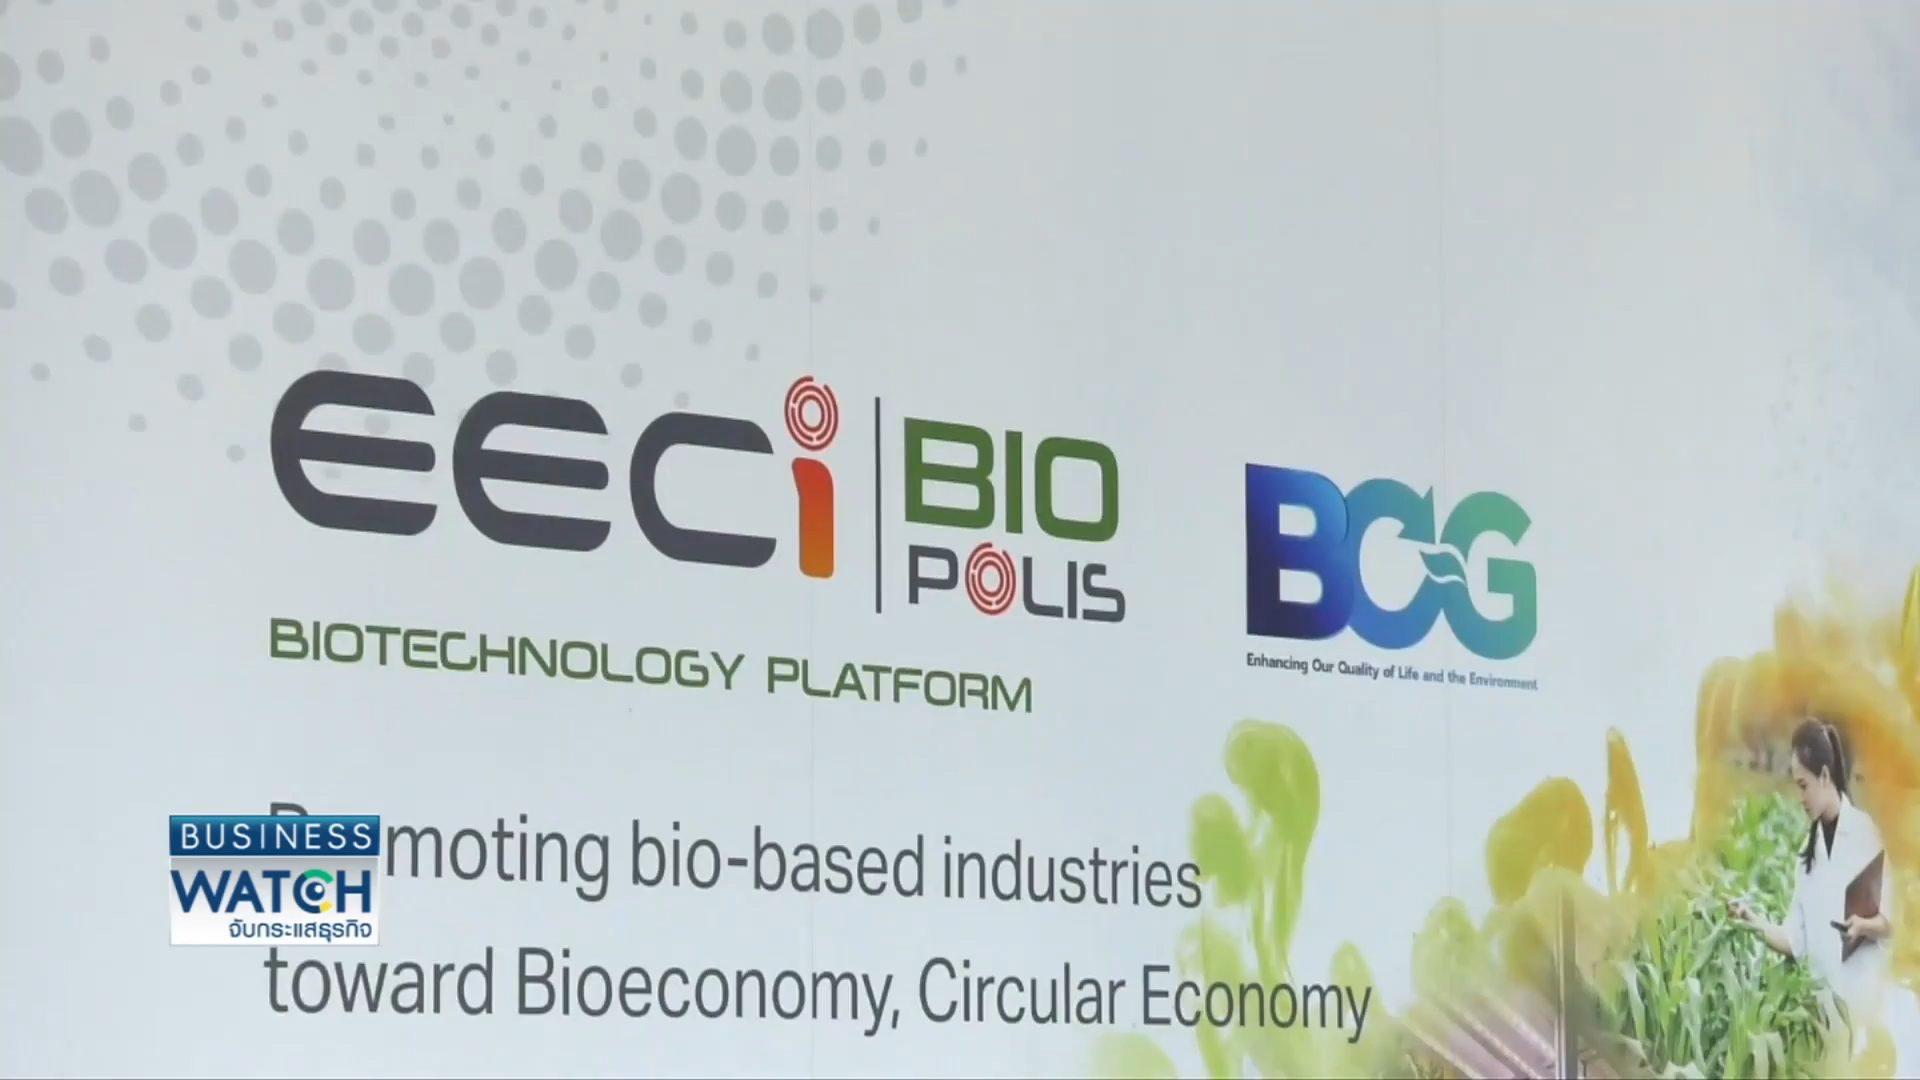 EECi
BIO
POLIS
BIOTECHNOLOGY PLATFORM
BCG
Enhancing Our Quality of Life and the Environment
moting bio-based industries
toward Bioeconomy, Circular Economy
BUSINESS
WATCH
จับกระแสธุรกิจ